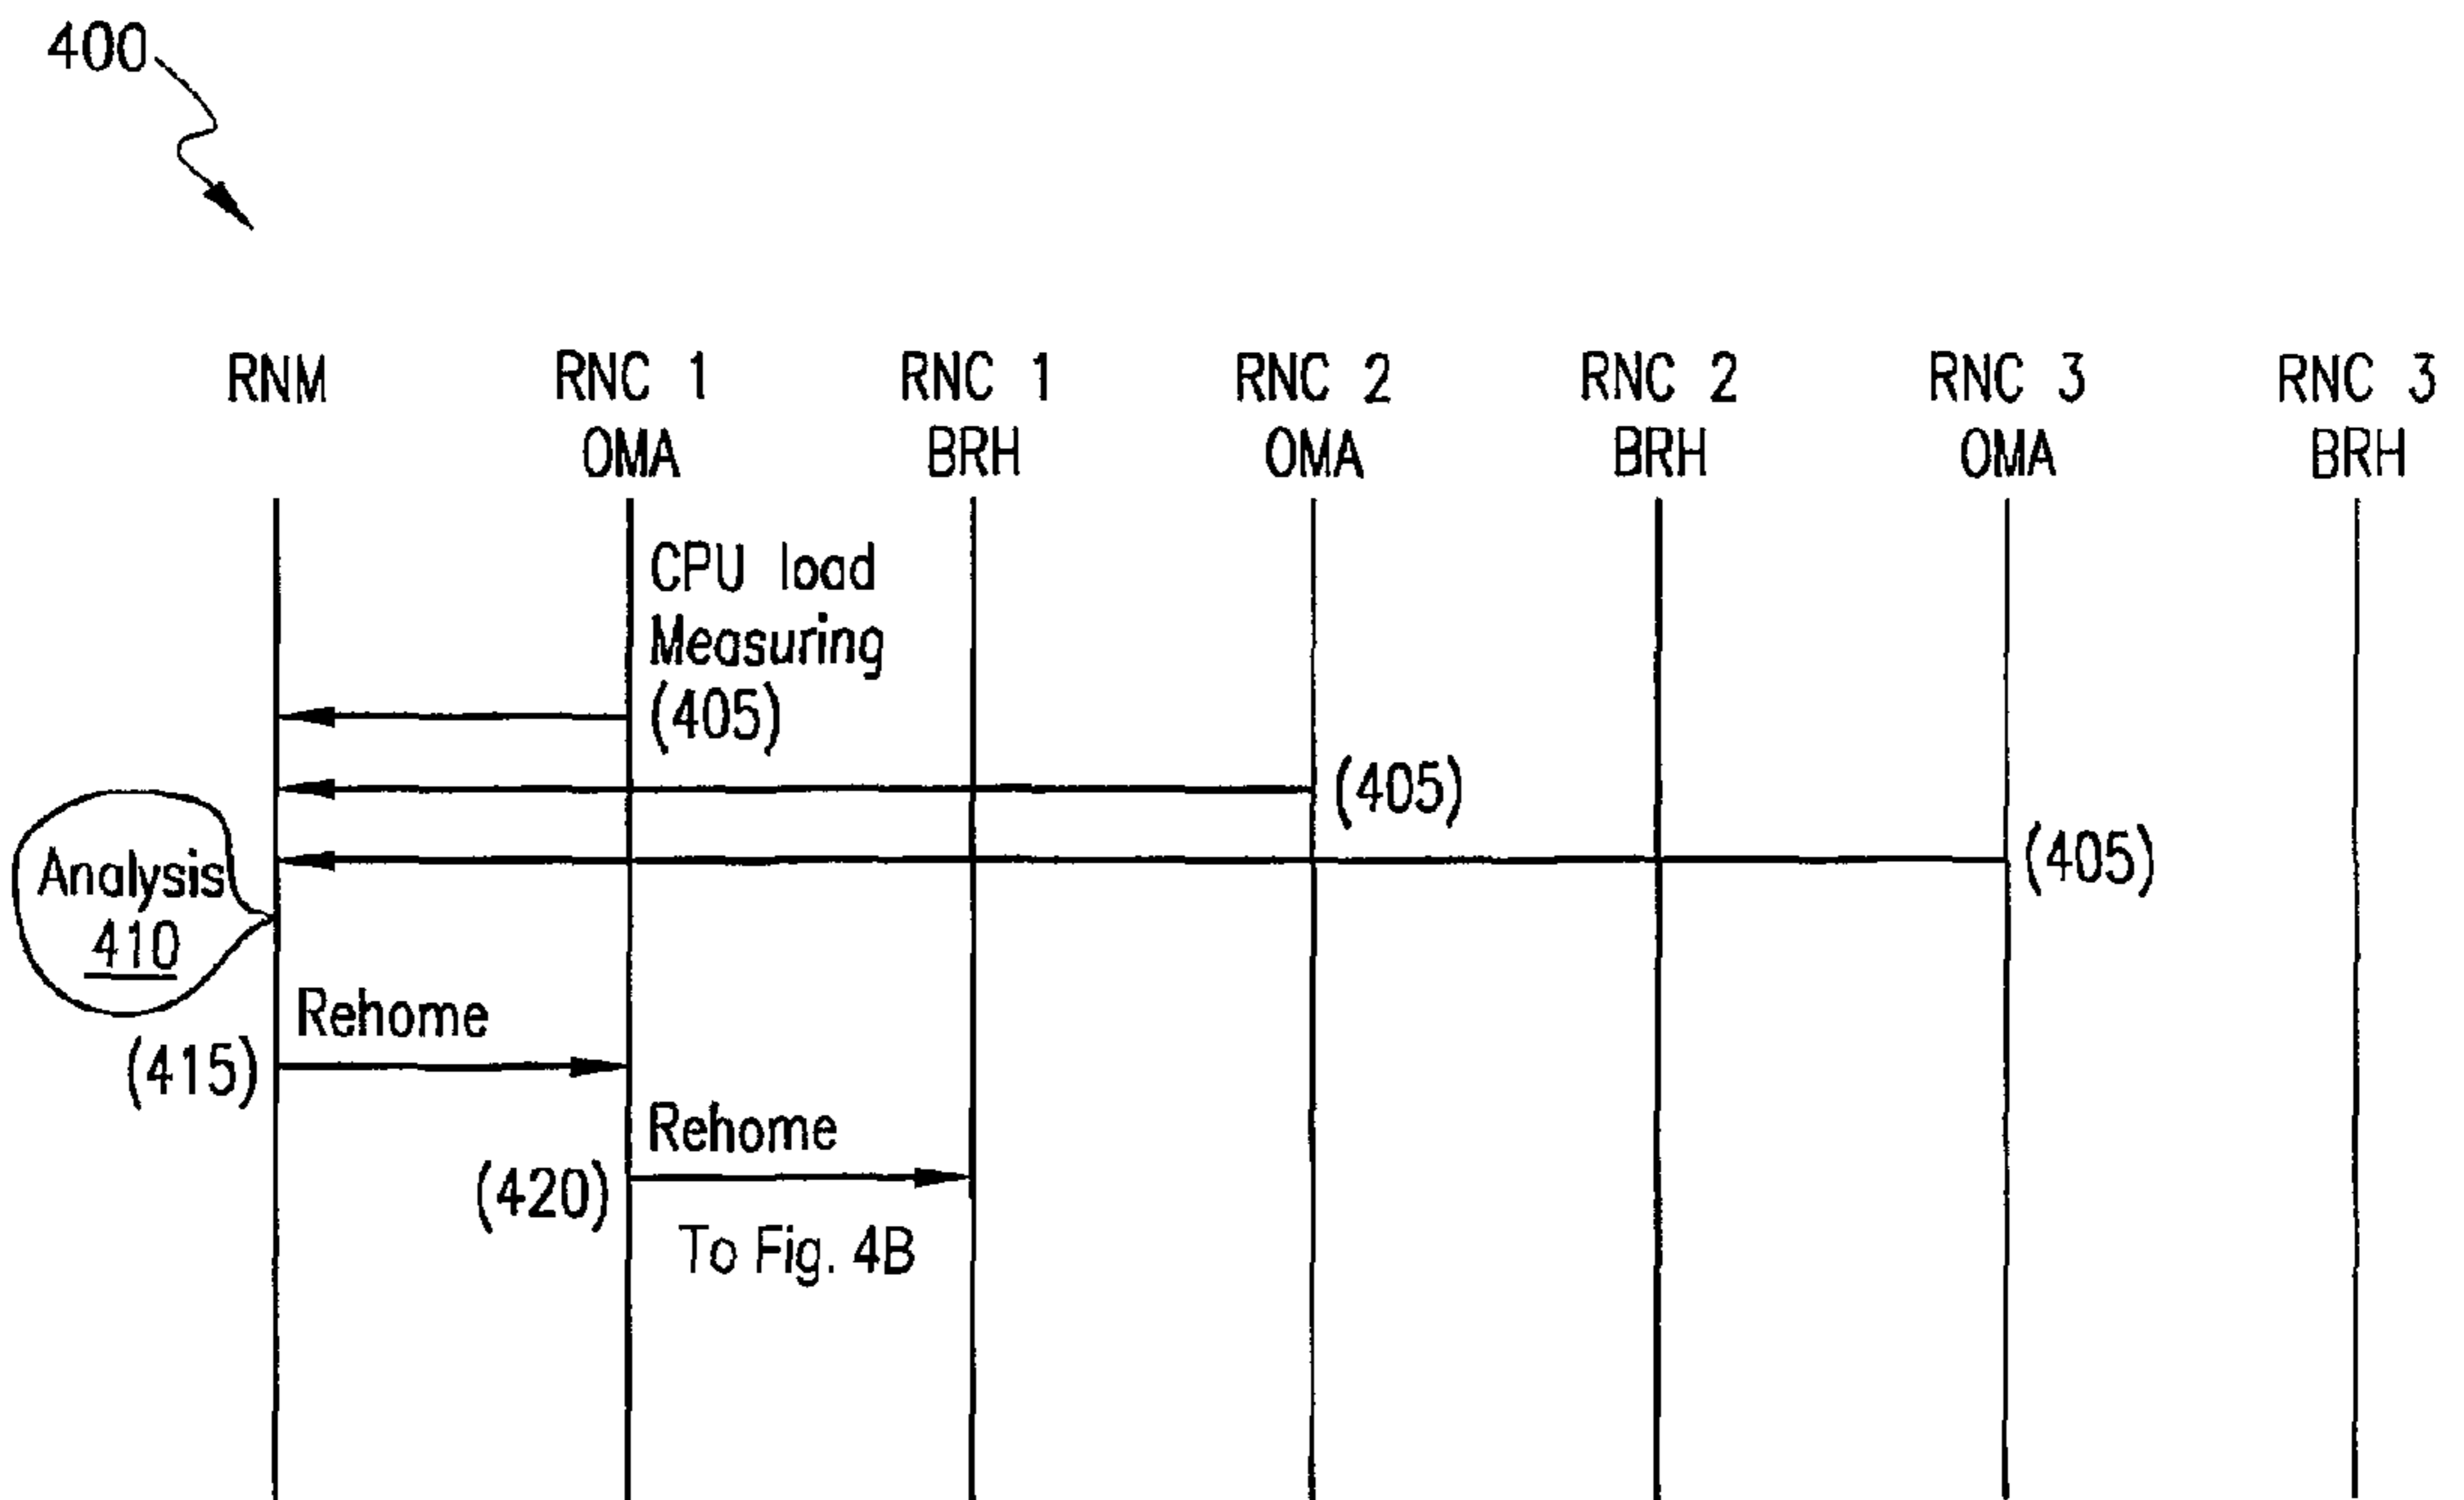 400
RNM
RNC 1
OMA
RNC 1
BRH
RNC 2
OMA
RNC 2
BRH
RNC 3
OMA
RNC 3
BRH
CPU load
Measuring
(405)
(405)
(405)
Analysis
410
Rehome
(415)
Rehome
(420)
To Fig. 4B